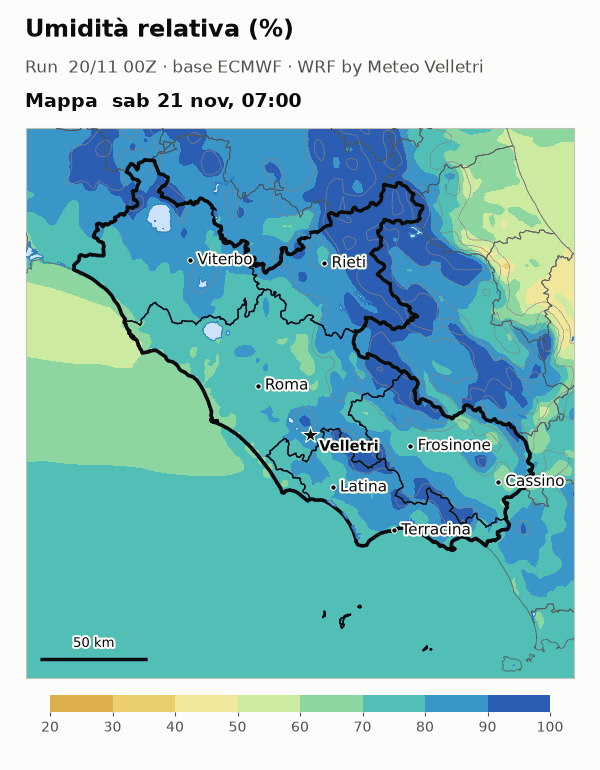 Umidità relativa (%)
Run  20/11 00Z · base ECMWF · WRF by Meteo Velletri
Mappa  sab 21 nov, 07:00
Viterbo
Rieti
Roma
Velletri
Frosinone
Cassino
Latina
Terracina
50 km
20 30 40 50 60 70 80 90 100